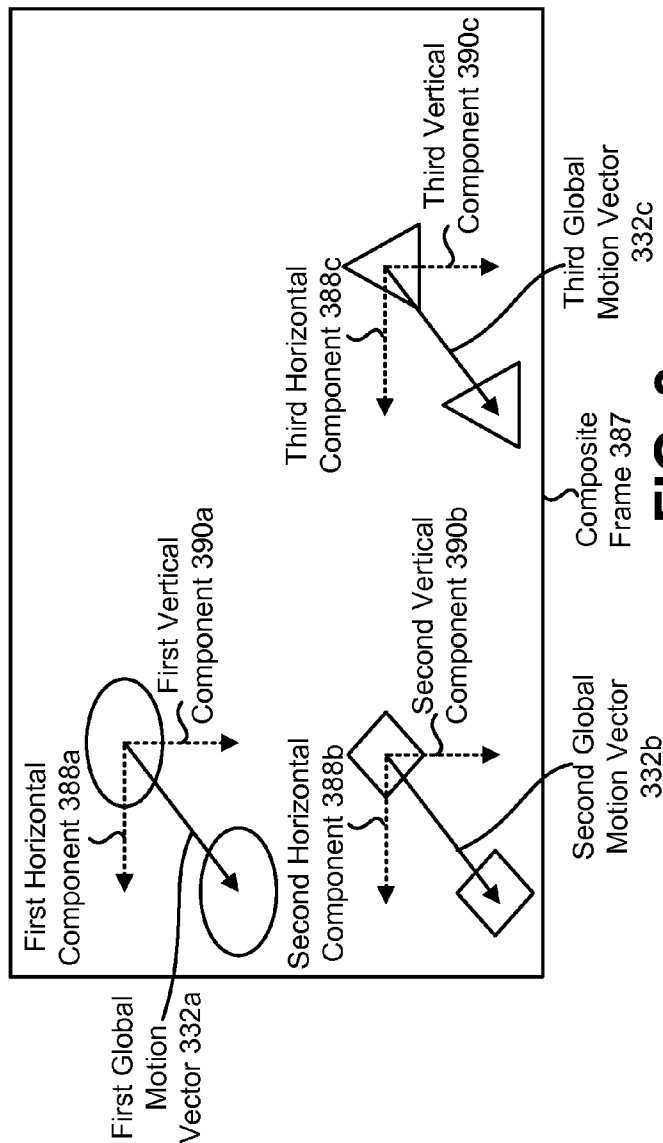 First Global
Motion
Vector 332a
First Horizontal
Component 388a
First Vertical
Component 390a
Second Horizontal
Component 388b
Second Vertical
Component 390b
Third Horizontal
Component 388c
Third Vertical
Component 390c
Second Global
Motion Vector
332b
Composite
Frame 387
Third Global
Motion Vector
332c
FIG.